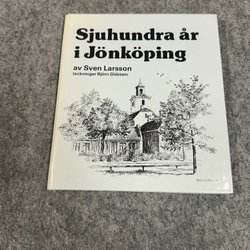 Sjuhundra år
i Jönköping
av Sven Larsson
teckningar Björn Gidstam